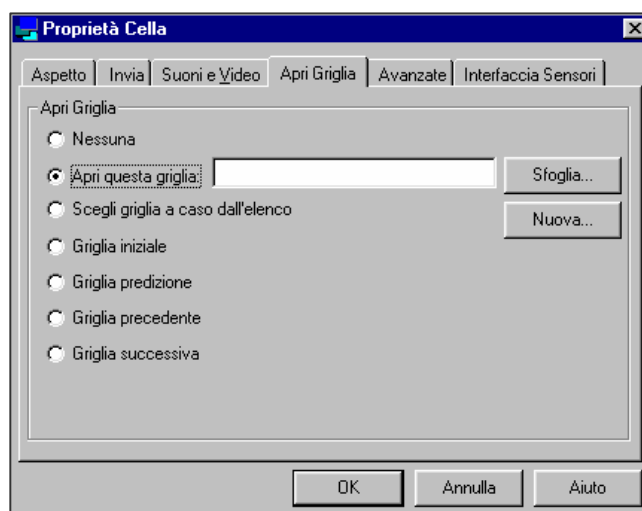 Proprietà Cella
Aspetto Invia Suoni e Video Apri Griglia Avanzate Interfaccia Sensori
Apri Griglia
Nessuna
Apri questa griglia: Sfoglia...
Scegli griglia a caso dall'elenco Nuova...
Griglia iniziale
Griglia predizione
Griglia precedente
Griglia successiva
OK Annulla Aiuto